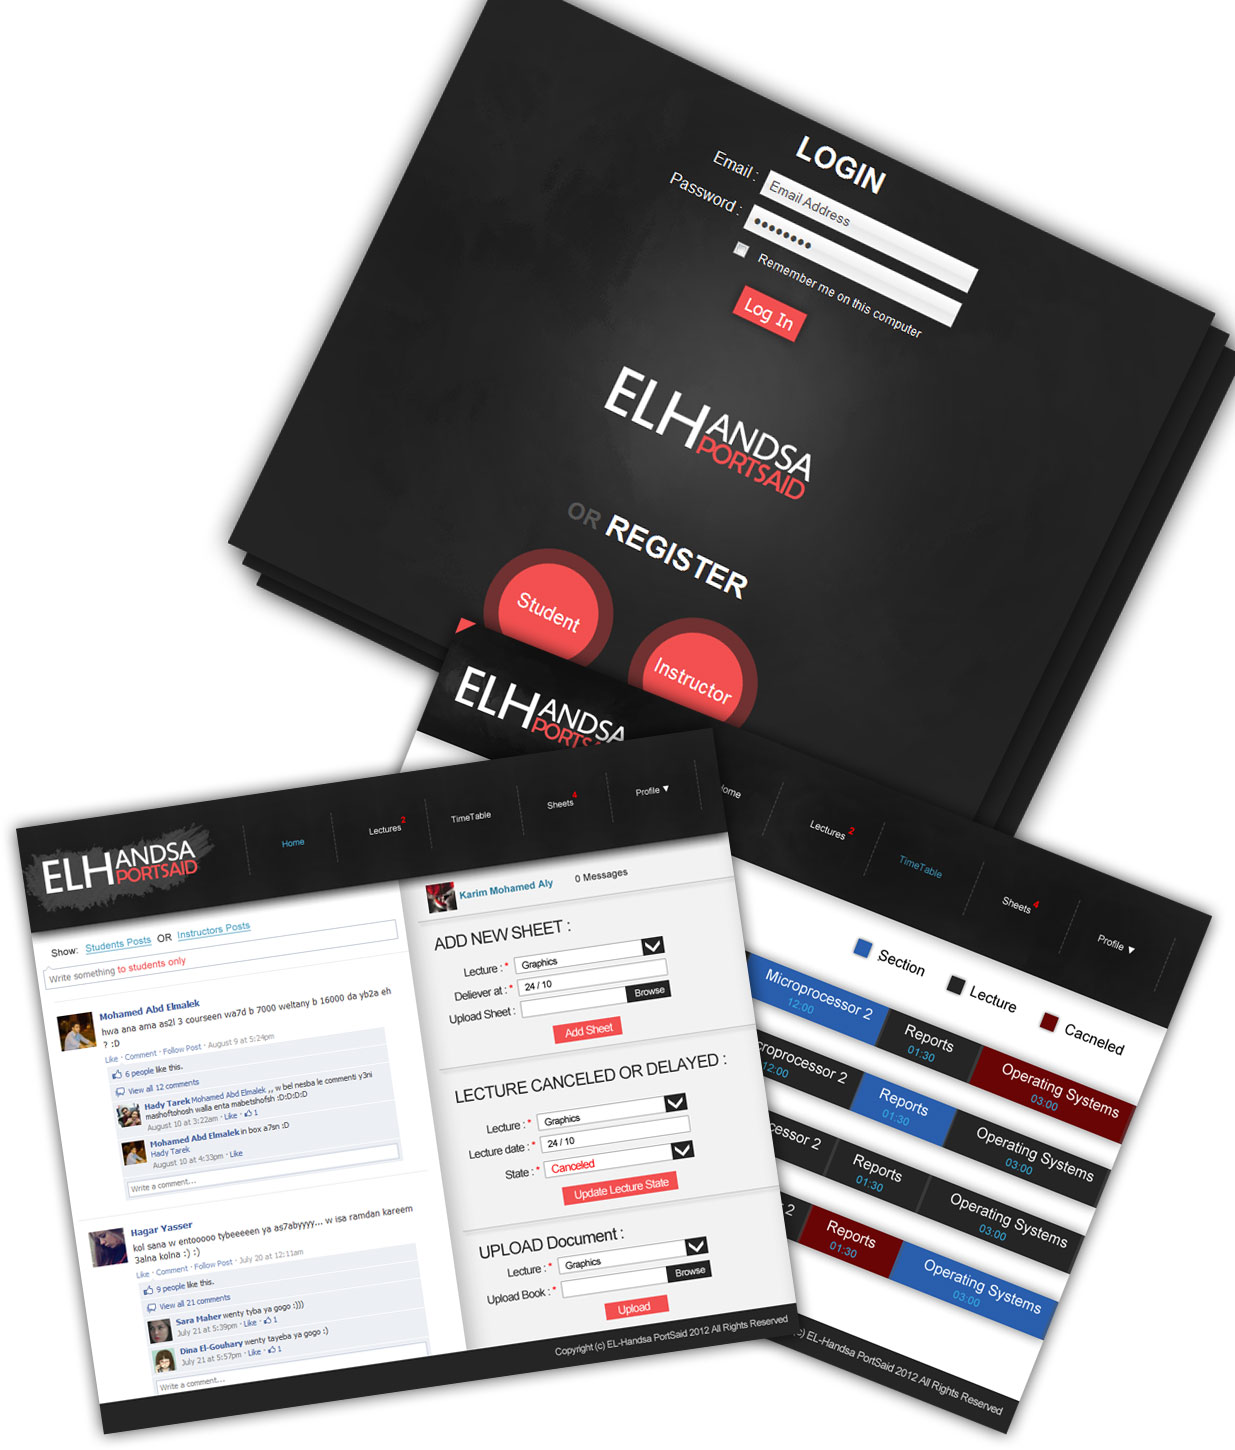 LOGIN
Email :
Email Address
Password :
Remember me on this computer
Log In
ELHANDSA
PORTSAID
OR REGISTER
Student
Instructor
ELHANDSA
Home
Lectures 2
TimeTable
Sheets 4
Profile ▼
Section
Lecture
Cacneled
Microprocessor 2
12:00
Reports
01:30
Operating Systems
03:00
12:00
Reports
01:30
Operating Systems
03:00
Reports
01:30
Operating Systems
03:00
Reports
01:30
Operating Systems
03:00
(c) EL-Handsa PortSaid 2012 All Rights Reserved
ELHANDSA
PORTSAID
Home
Lectures 2
TimeTable
Sheets 4
Profile ▼
Show: Students Posts OR Instructors Posts
Write something to students only
Mohamed Abd Elmalek
hwa ana ama as2l 3 courseen wa7d b 7000 weltany b 16000 da yb2a eh
? :D
Like · Comment · Follow Post · August 9 at 5:24pm
6 people like this.
View all 12 comments
Hady Tarek Mohamed Abd Elmalek ,, w bel nesba le commenti y3ni
mashoftohosh walla enta mabetshofsh :D:D:D:D
August 10 at 3:22am · Like · 1
Mohamed Abd Elmalek in box a7sn :D
Hady Tarek
August 10 at 4:33pm · Like
Write a comment...
Hagar Yasser
kol sana w entooooo tybeeeeen ya as7abyyyy... w isa ramdan kareem
3alna kolna :) :)
Like · Comment · Follow Post · July 20 at 12:11am
9 people like this.
View all 21 comments
Sara Maher wenty tyba ya gogo :)))
July 21 at 5:39pm · Like · 1
Dina El-Gouhary wenty tayeba ya gogo :)
July 21 at 5:57pm · Like · 1
Write a comment...
Karim Mohamed Aly
0 Messages
ADD NEW SHEET :
Lecture : * Graphics
Deliever at : * 24 / 10
Upload Sheet : Browse
Add Sheet
LECTURE CANCELED OR DELAYED :
Lecture : * Graphics
Lecture date : * 24 / 10
State : * Canceled
Update Lecture State
UPLOAD Document :
Lecture : * Graphics
Upload Book : * Browse
Upload
Copyright (c) EL-Handsa PortSaid 2012 All Rights Reserved